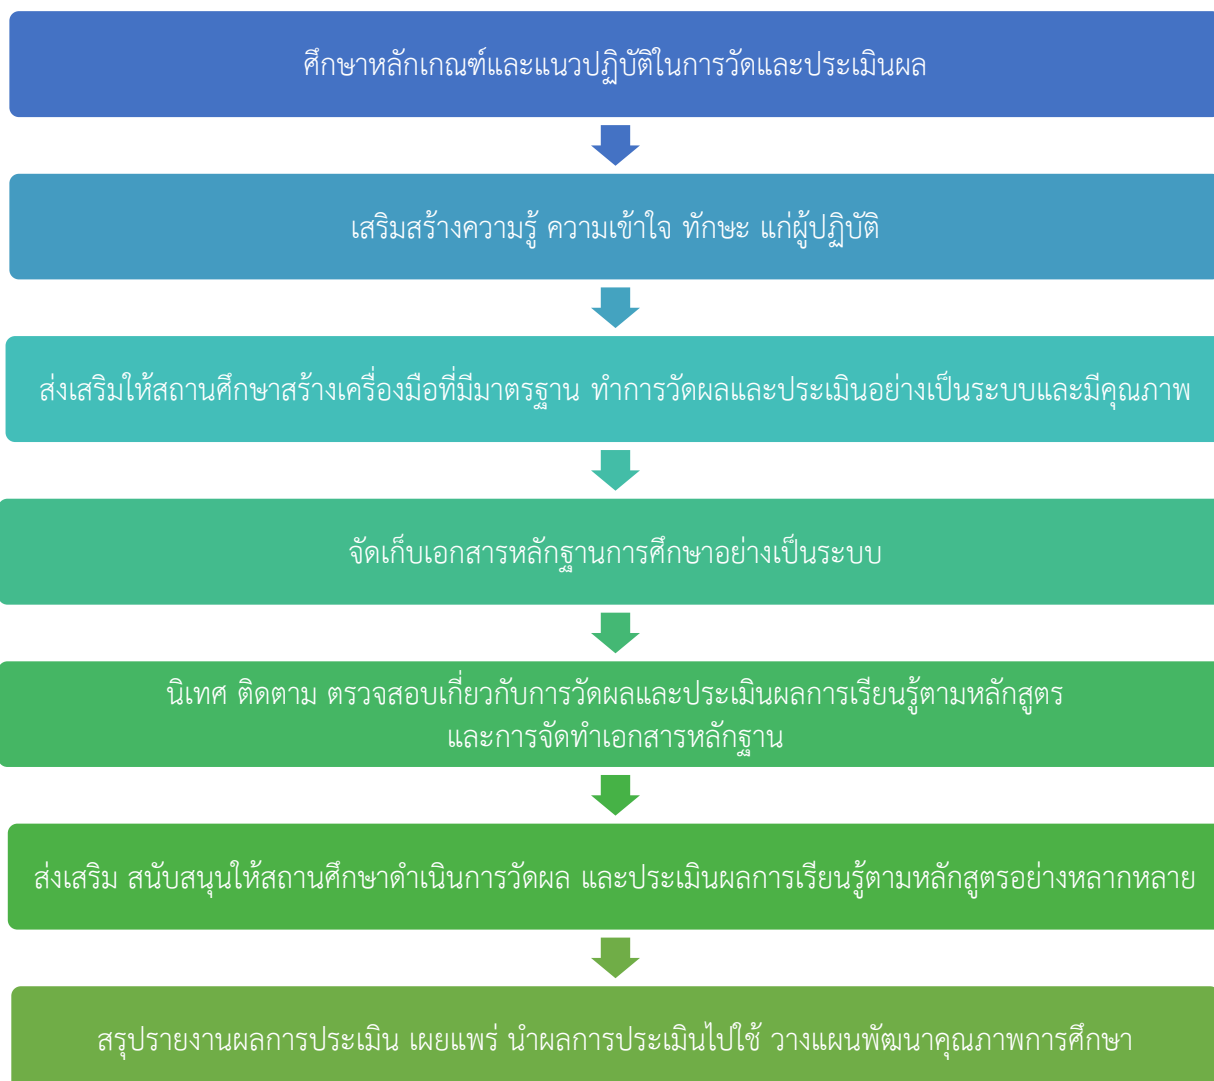 ศึกษาหลักเกณฑ์และแนวปฏิบัติในการวัดและประเมินผล
เสริมสร้างความรู้ ความเข้าใจ ทักษะ แก่ผู้ปฏิบัติ
ส่งเสริมให้สถานศึกษาสร้างเครื่องมือที่มีมาตรฐาน ทำการวัดผลและประเมินอย่างเป็นระบบและมีคุณภาพ
จัดเก็บเอกสารหลักฐานการศึกษาอย่างเป็นระบบ
นิเทศ ติดตาม ตรวจสอบเกี่ยวกับการวัดผลและประเมินผลการเรียนรู้ตามหลักสูตร
และการจัดทำเอกสารหลักฐาน
ส่งเสริม สนับสนุนให้สถานศึกษาดำเนินการวัดผล และประเมินผลการเรียนรู้ตามหลักสูตรอย่างหลากหลาย
สรุปรายงานผลการประเมิน เผยแพร่ นำผลการประเมินไปใช้ วางแผนพัฒนาคุณภาพการศึกษา